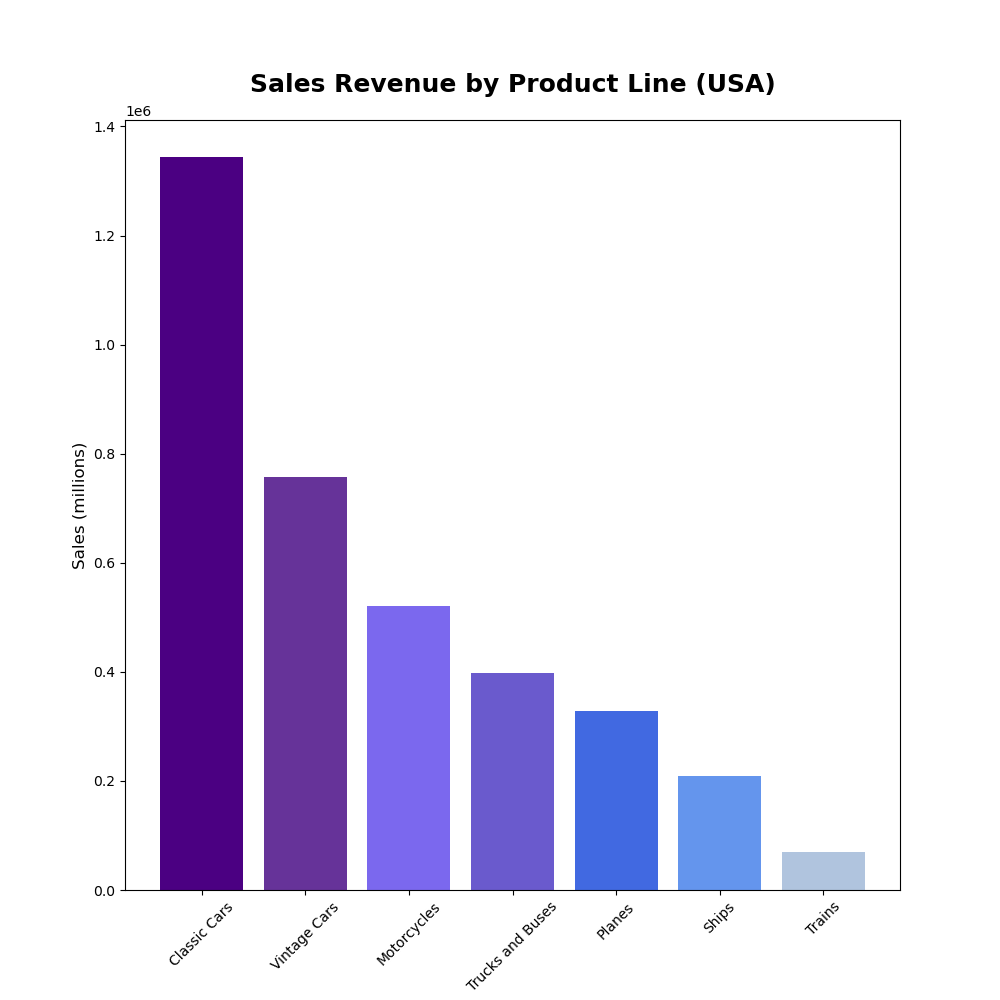 Sales Revenue by Product Line (USA)
1e6
1.4
1.2
1.0
0.8
0.6
0.4
0.2
0.0
Sales (millions)
Classic Cars
Vintage Cars
Motorcycles
Trucks and Buses
Planes
Ships
Trains